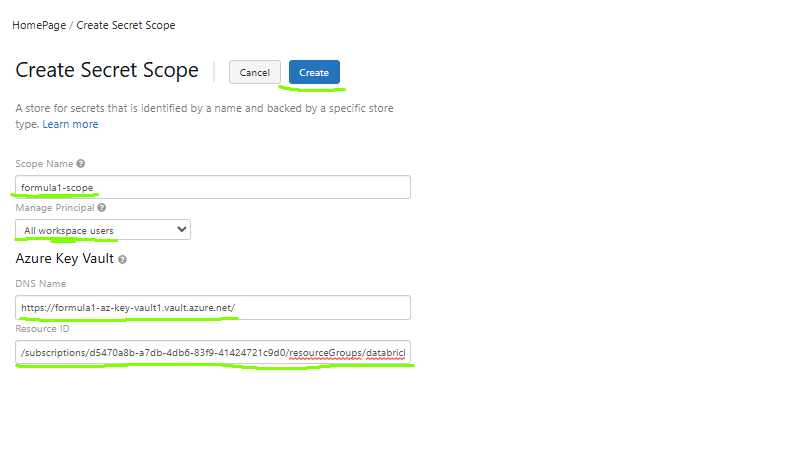 HomePage / Create Secret Scope
Create Secret Scope
Cancel
Create
A store for secrets that is identified by a name and backed by a specific store
type. Learn more
Scope Name
formula1-scope
Manage Principal
All workspace users
Azure Key Vault
DNS Name
https://formula1-az-key-vault1.vault.azure.net/
Resource ID
/subscriptions/d5470a8b-a7db-4db6-83f9-41424721c9d0/resourceGroups/databricl